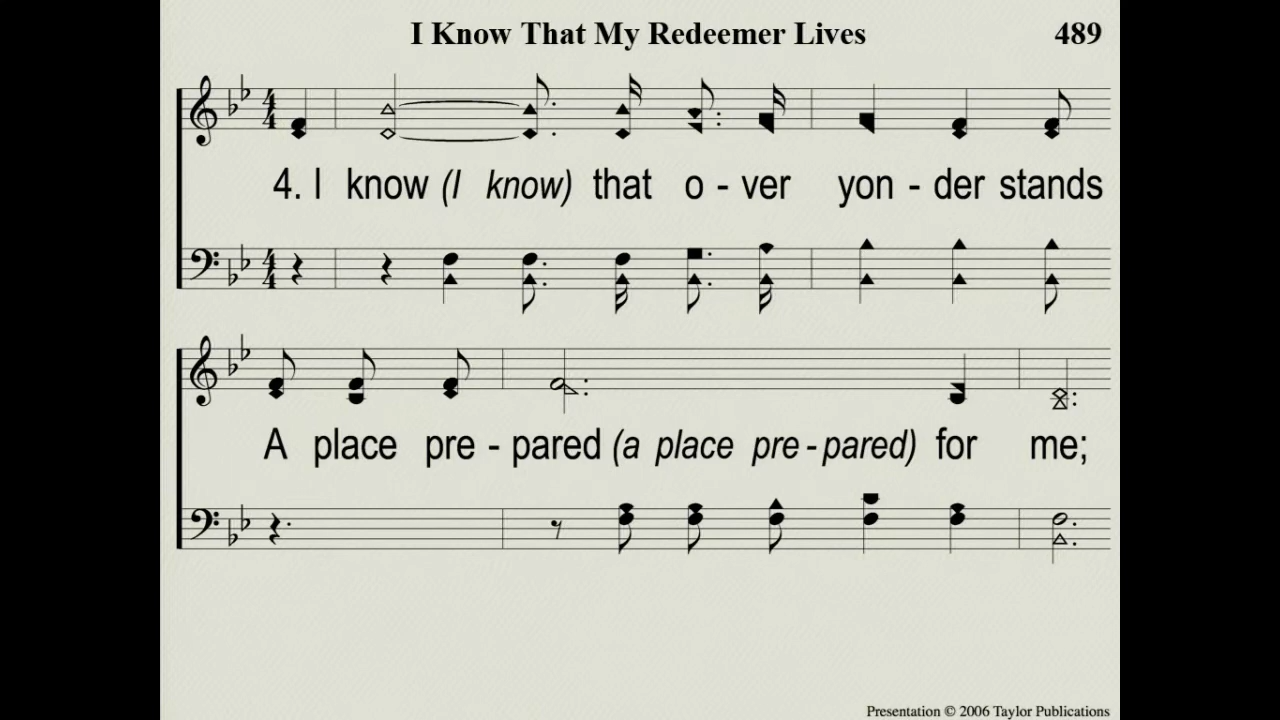 I Know That My Redeemer Lives 489
4. I know (I know) that o - ver yon - der stands
A place pre - pared (a place pre - pared) for me;
Presentation © 2006 Taylor Publications